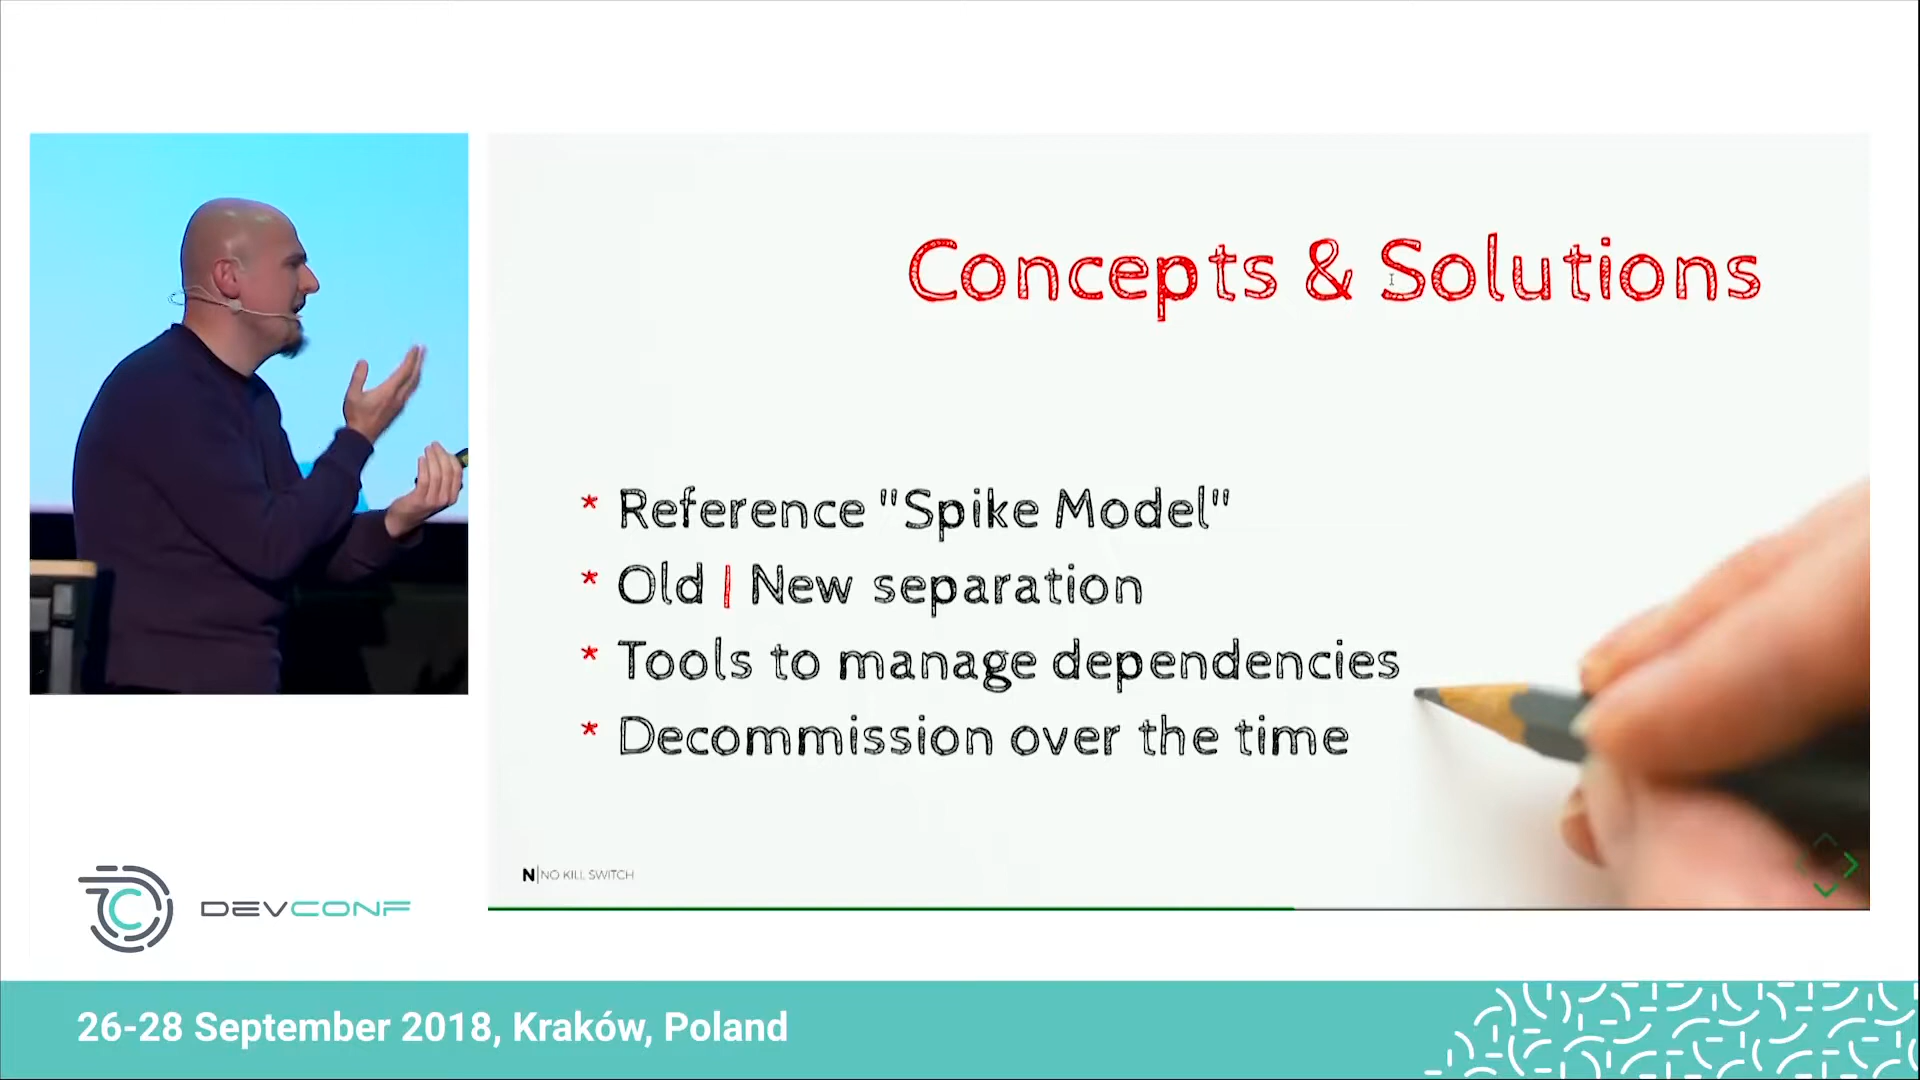 Concepts & Solutions
* Reference "Spike Model"
* Old | New separation
* Tools to manage dependencies
* Decommission over the time
N|NO KILL SWITCH
DEVCONF
26-28 September 2018, Kraków, Poland